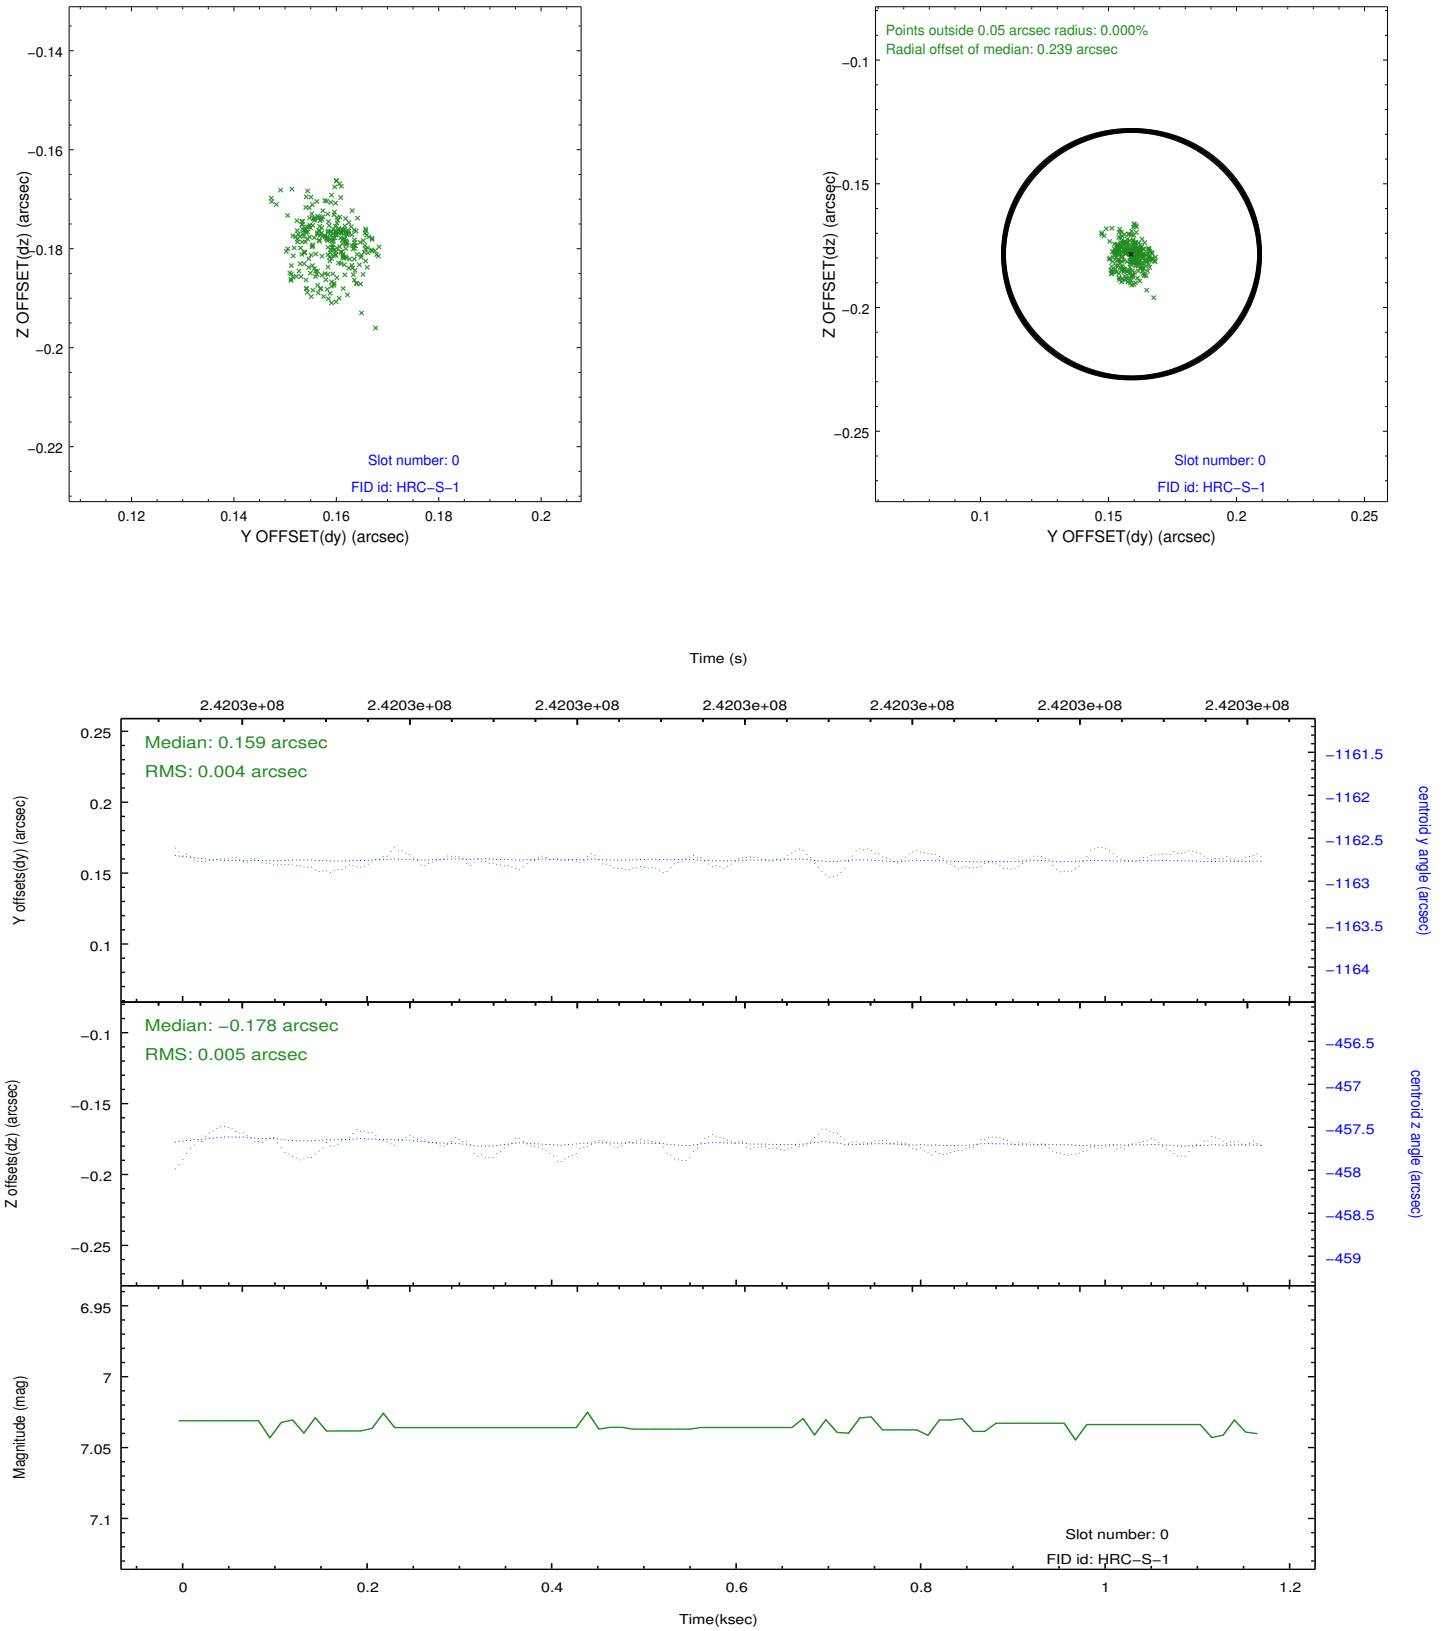 −0.14
−0.16
−0.18
−0.2
−0.22
Z OFFSET(dz) (arcsec)
Slot number: 0
FID id: HRC−S−1
0.12
0.14
0.16
0.18
0.2
Y OFFSET(dy) (arcsec)
Points outside 0.05 arcsec radius: 0.000%
Radial offset of median: 0.239 arcsec
−0.1
−0.15
−0.2
−0.25
Z OFFSET(dz) (arcsec)
Slot number: 0
FID id: HRC−S−1
0.1
0.15
0.2
0.25
Y OFFSET(dy) (arcsec)
Time (s)
2.4203e+08
2.4203e+08
2.4203e+08
2.4203e+08
2.4203e+08
2.4203e+08
2.4203e+08
Median: 0.159 arcsec
RMS: 0.004 arcsec
0.25
0.2
0.15
0.1
Y offsets(dy) (arcsec)
−1161.5
−1162
−1162.5
−1163
−1163.5
−1164
centroid y angle (arcsec)
Median: −0.178 arcsec
RMS: 0.005 arcsec
−0.1
−0.15
−0.2
−0.25
Z offsets(dz) (arcsec)
−456.5
−457
−457.5
−458
−458.5
−459
centroid z angle (arcsec)
6.95
7
7.05
7.1
Magnitude (mag)
Slot number: 0
FID id: HRC−S−1
0
0.2
0.4
0.6
0.8
1
1.2
Time(ksec)